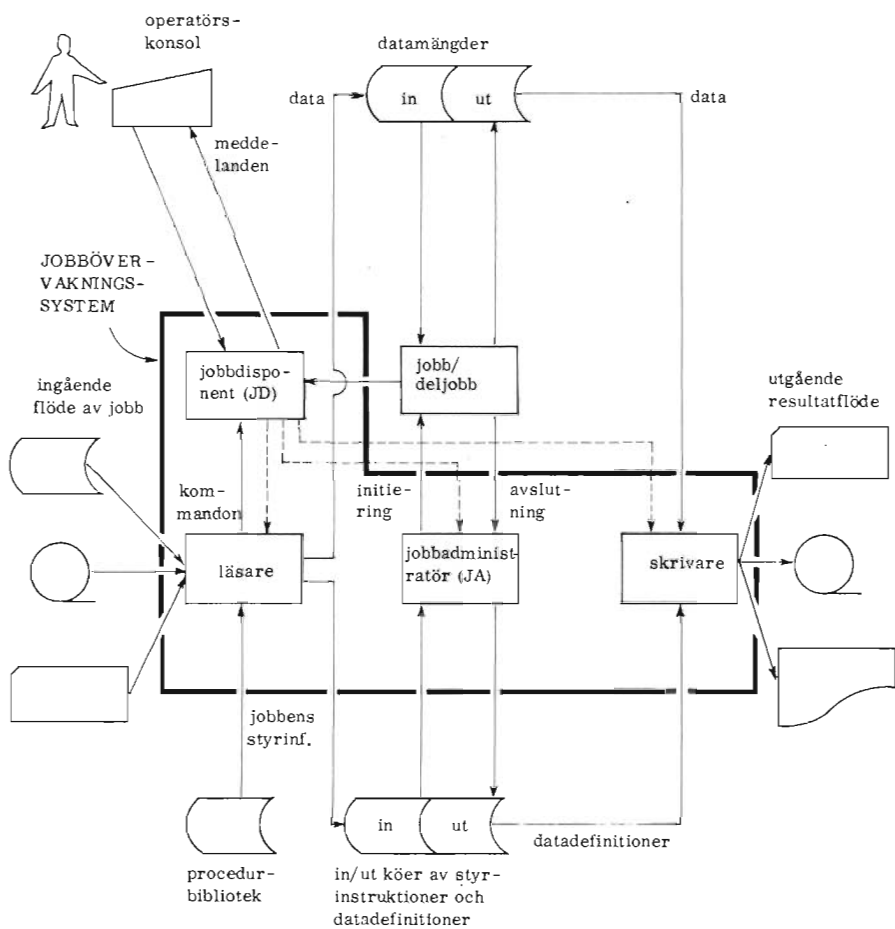 operatörs-
konsol
datamängder
data
in
ut
data
medde-
landen
JOBBÖVER-
VAKNINGS-
SYSTEM
jobbdispo-
nent (JD)
jobb/
deljobb
ingående
flöde av jobb
utgående
resultatflöde
kom-
mandon
initie-
ring
avslut-
ning
läsare
jobbadminist-
ratör (JA)
skrivare
jobbens
styrinf.
in
ut
datadefinitioner
procedur-
bibliotek
in/ut köer av styr-
instruktioner och
datadefinitioner